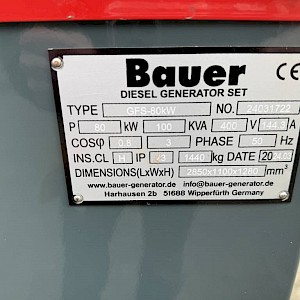 Bauer
CE
DIESEL GENERATOR SET
TYPE GFS-80kW NO. 24031722
P 80 kW 100 KVA 400 V 144.3 A
COSφ 0.8 3 PHASE 50 Hz
INS.CL H IP 23 1440 kg DATE
DIMENSIONS(LxWxH) 2850x1100x1280 mm³
www.bauer-generator.de info@bauer-generator.de
Harhausen 2b 51688 Wipperfürth Germany